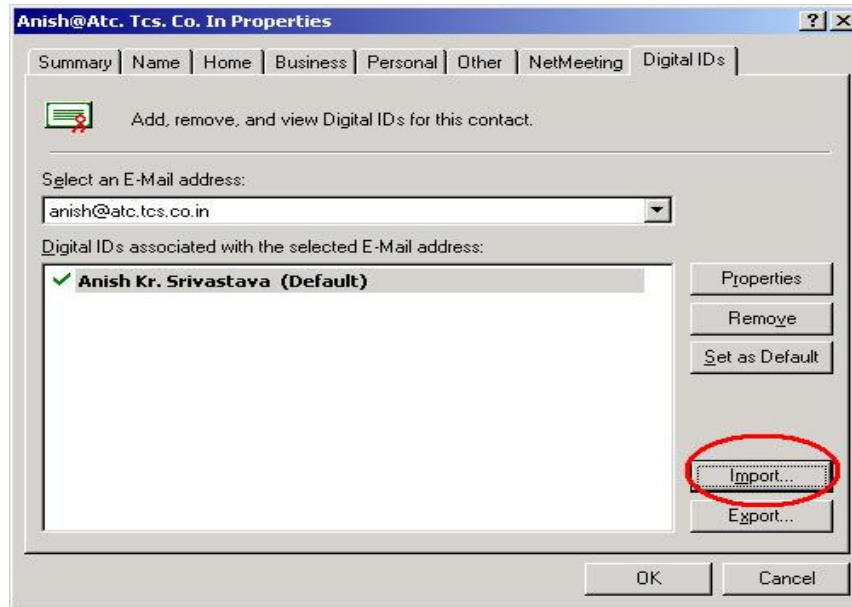 Anish@Atc. Tcs. Co. In Properties
Summary Name Home Business Personal Other NetMeeting Digital IDs
Add, remove, and view Digital IDs for this contact.
Select an E-Mail address:
anish@atc.tcs.co.in
Digital IDs associated with the selected E-Mail address:
Anish Kr. Srivastava (Default)
Properties
Remove
Set as Default
Import...
Export...
OK Cancel